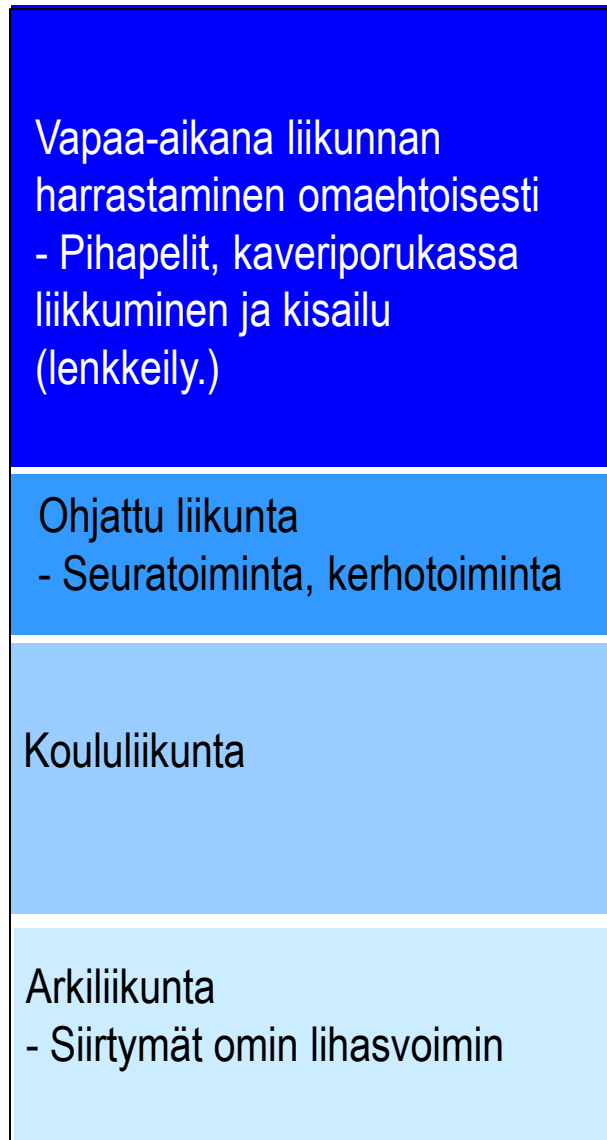 Vapaa-aikana liikunnan
harrastaminen omaehtoisesti
- Pihapelit, kaveriporukassa
liikkuminen ja kisailu
(lenkkeily.)
Ohjattu liikunta
- Seuratoiminta, kerhotoiminta
Koululiikunta
Arkiliikunta
- Siirtymät omin lihasvoimin